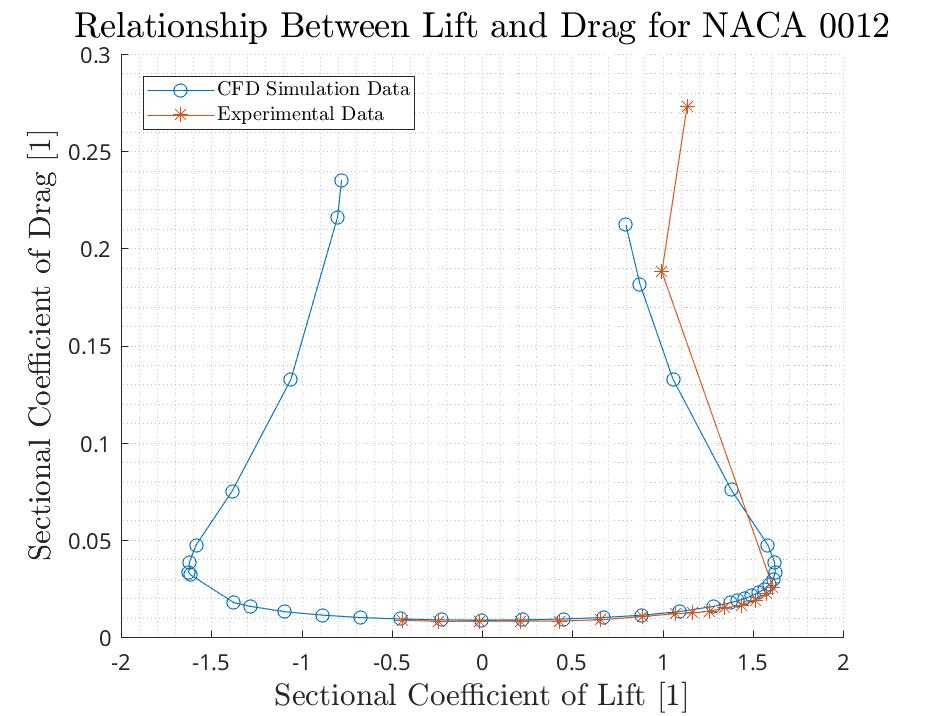 Relationship Between Lift and Drag for NACA 0012
0.3
CFD Simulation Data
Experimental Data
0.25
0.2
0.15
0.1
0.05
0
Sectional Coefficient of Drag [1]
-2 -1.5 -1 -0.5 0 0.5 1 1.5 2
Sectional Coefficient of Lift [1]